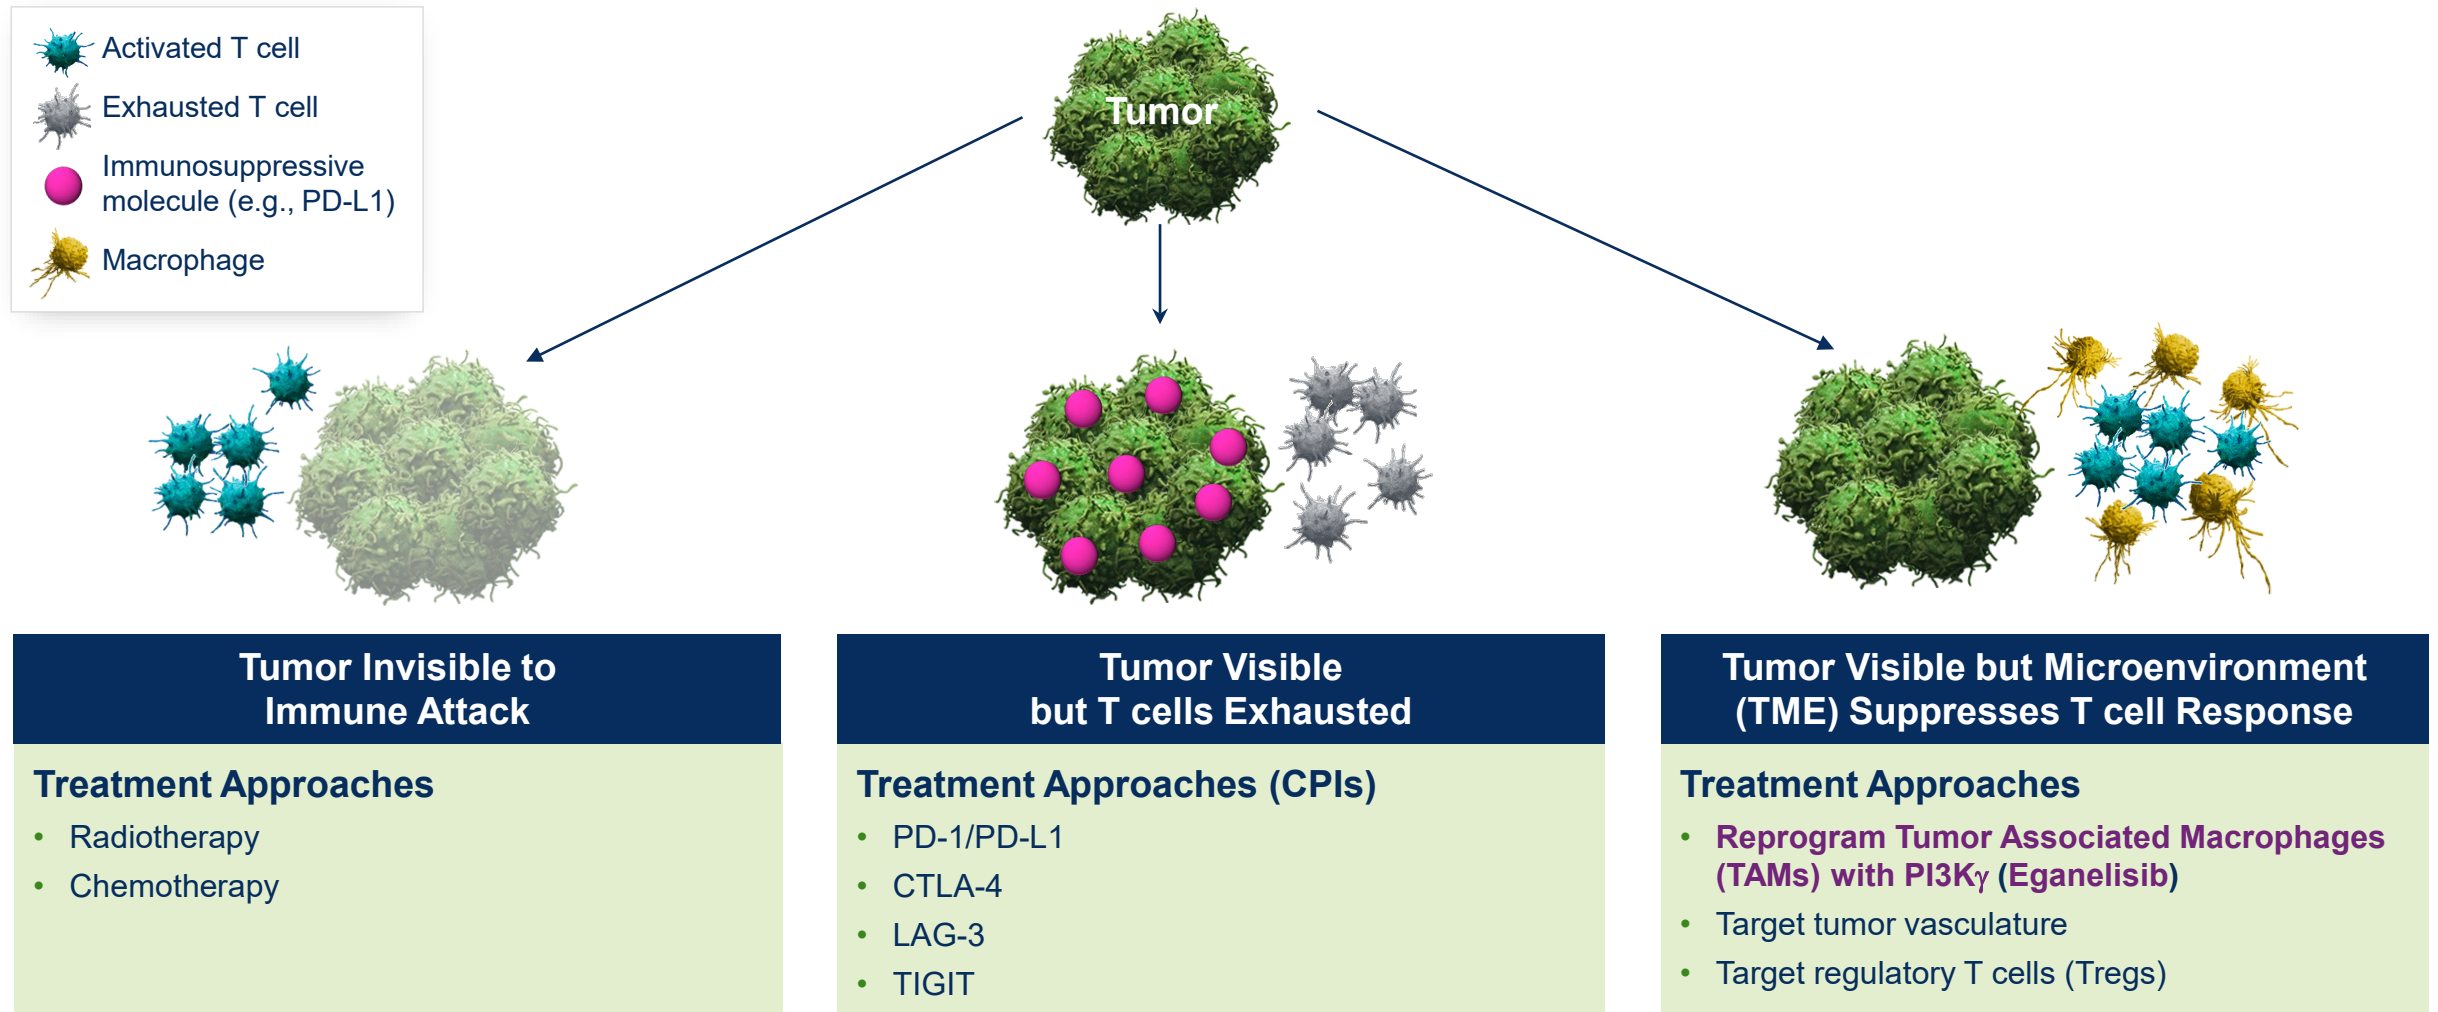 Activated T cell
Exhausted T cell
Immunosuppressive
molecule (e.g., PD-L1)
Macrophage
Tumor
Tumor Invisible to
Immune Attack
Treatment Approaches
• Radiotherapy
• Chemotherapy
Tumor Visible
but T cells Exhausted
Treatment Approaches (CPIs)
• PD-1/PD-L1
• CTLA-4
• LAG-3
• TIGIT
Tumor Visible but Microenvironment
(TME) Suppresses T cell Response
Treatment Approaches
• Reprogram Tumor Associated Macrophages
(TAMs) with PI3Kγ (Eganelisib)
• Target tumor vasculature
• Target regulatory T cells (Tregs)